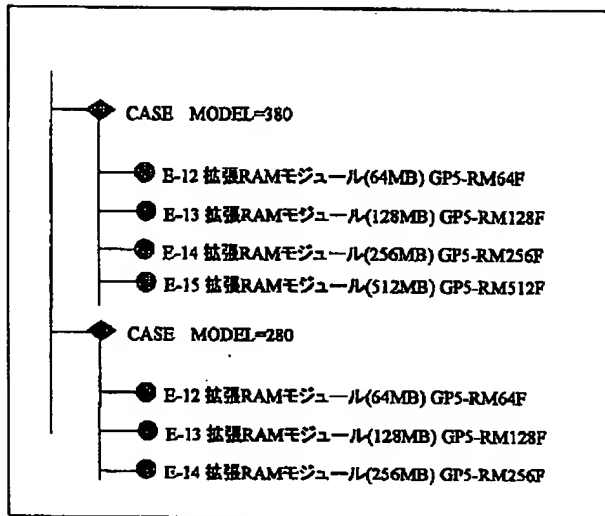 CASE MODEL=380
E-12 拡張RAMモジュール(64MB) GP5-RM64F
E-13 拡張RAMモジュール(128MB) GP5-RM128F
E-14 拡張RAMモジュール(256MB) GP5-RM256F
E-15 拡張RAMモジュール(512MB) GP5-RM512F
CASE MODEL=280
E-12 拡張RAMモジュール(64MB) GP5-RM64F
E-13 拡張RAMモジュール(128MB) GP5-RM128F
E-14 拡張RAMモジュール(256MB) GP5-RM256F